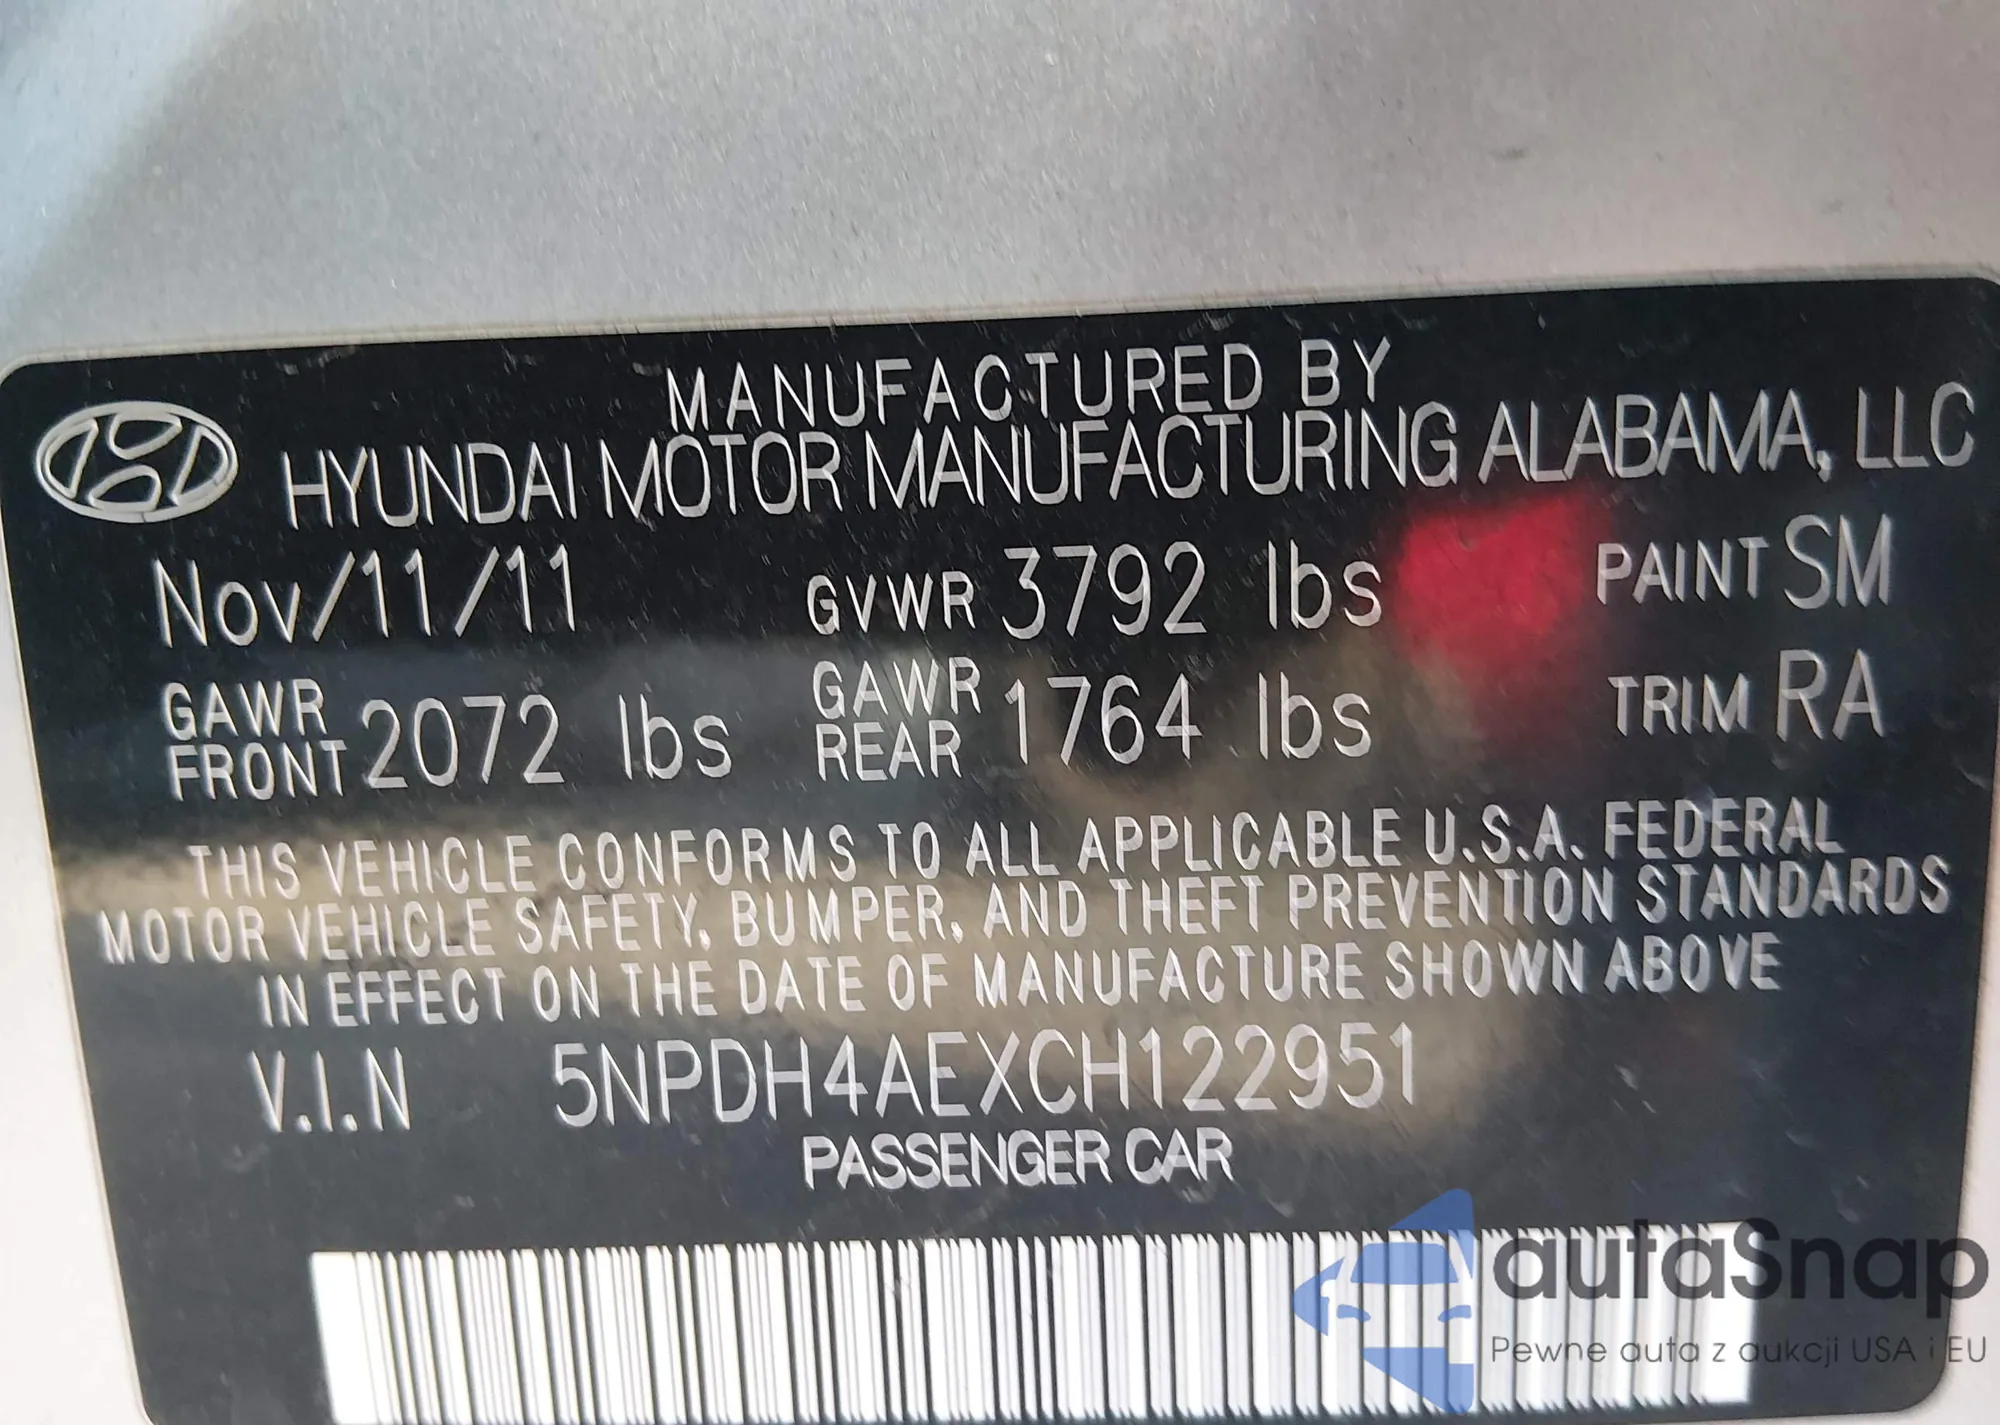 MANUFACTURED BY
HYUNDAI MOTOR MANUFACTURING ALABAMA, LLC
Nov/11/11 GVWR 3792 lbs PAINT SM
GAWR FRONT 2072 lbs GAWR REAR 1764 lbs TRIM RA
THIS VEHICLE CONFORMS TO ALL APPLICABLE U.S.A. FEDERAL
MOTOR VEHICLE SAFETY, BUMPER, AND THEFT PREVENTION STANDARDS
IN EFFECT ON THE DATE OF MANUFACTURE SHOWN ABOVE
V.I.N 5NPDH4AEXCH122951
PASSENGER CAR
autaSnap
Pewne auta z aukcji USA i EU